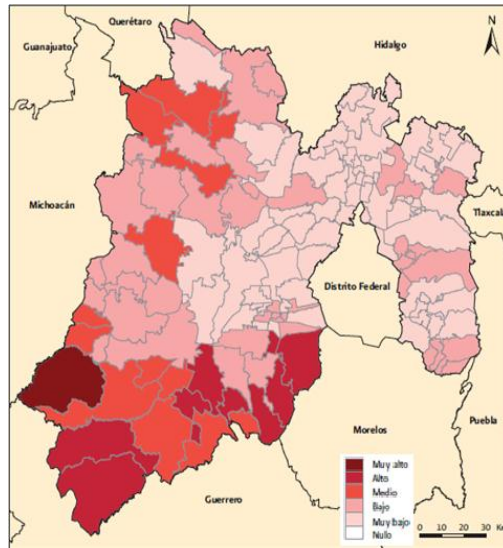 Querétaro
Guanajuato
Hidalgo
N
Michoacán
Tlaxcala
Distrito Federal
Puebla
Morelos
Guerrero
Muy alto
Alto
Medio
Bajo
Muy bajo
Nulo
0 10 20 30 K